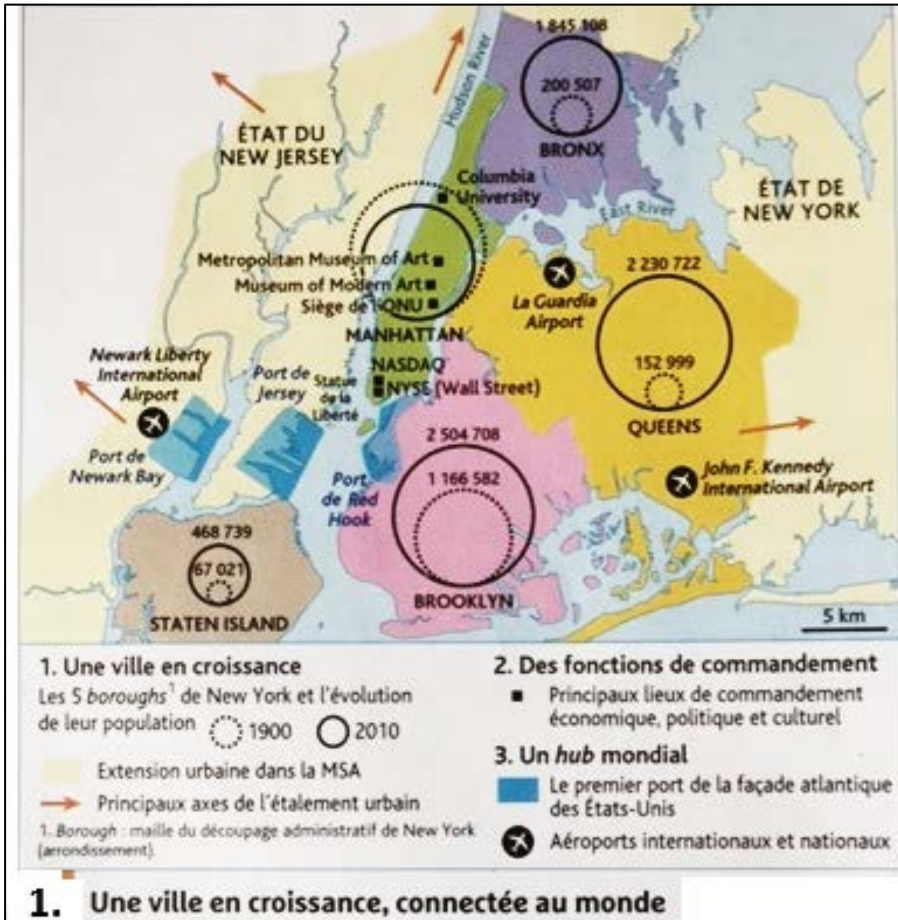 1 845 108
200 507
BRONX
Hudson River
ÉTAT DU
NEW JERSEY
Columbia
University
ÉTAT DE
NEW YORK
East River
Metropolitan Museum of Art
Museum of Modern Art
Siège de l'ONU
MANHATTAN
La Guardia
Airport
2 230 722
152 999
QUEENS
Newark Liberty
International
Airport
Port de
Jersey
Statue
de la
Liberté
NASDAQ
NYSE (Wall Street)
Port de
Newark Bay
Port
de Red
Hook
2 504 708
1 166 582
BROOKLYN
John F. Kennedy
International Airport
468 739
67 021
STATEN ISLAND
5 km
1. Une ville en croissance
Les 5 boroughs¹ de New York et l'évolution
de leur population 1900 2010
Extension urbaine dans la MSA
Principaux axes de l'étalement urbain
1. Borough : maille du découpage administratif de New York
(arrondissement).
2. Des fonctions de commandement
Principaux lieux de commandement
économique, politique et culturel
3. Un hub mondial
Le premier port de la façade atlantique
des États-Unis
Aéroports internationaux et nationaux
1. Une ville en croissance, connectée au monde